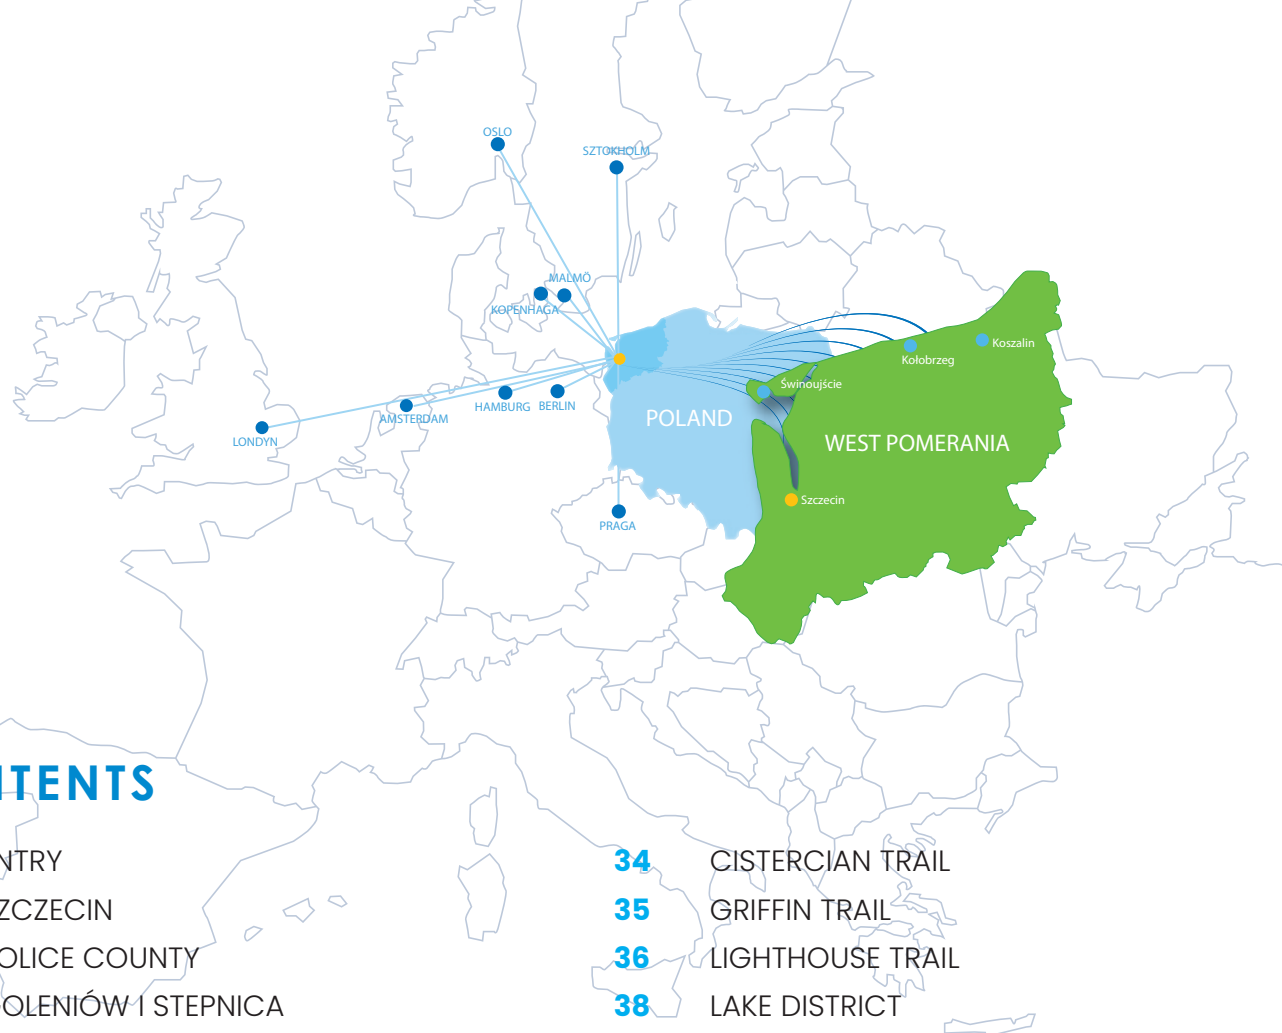 OSLO
SZTOKHOLM
MALMÖ
KOPENHAGA
Koszalin
Kołobrzeg
Świnoujście
HAMBURG BERLIN
AMSTERDAM
POLAND
LONDYN
WEST POMERANIA
Szczecin
PRAGA
NTENTS
NTRY
ZCZECIN
OLICE COUNTY
OLENIÓW I STEPNICA
34 CISTERCIAN TRAIL
35 GRIFFIN TRAIL
36 LIGHTHOUSE TRAIL
38 LAKE DISTRICT